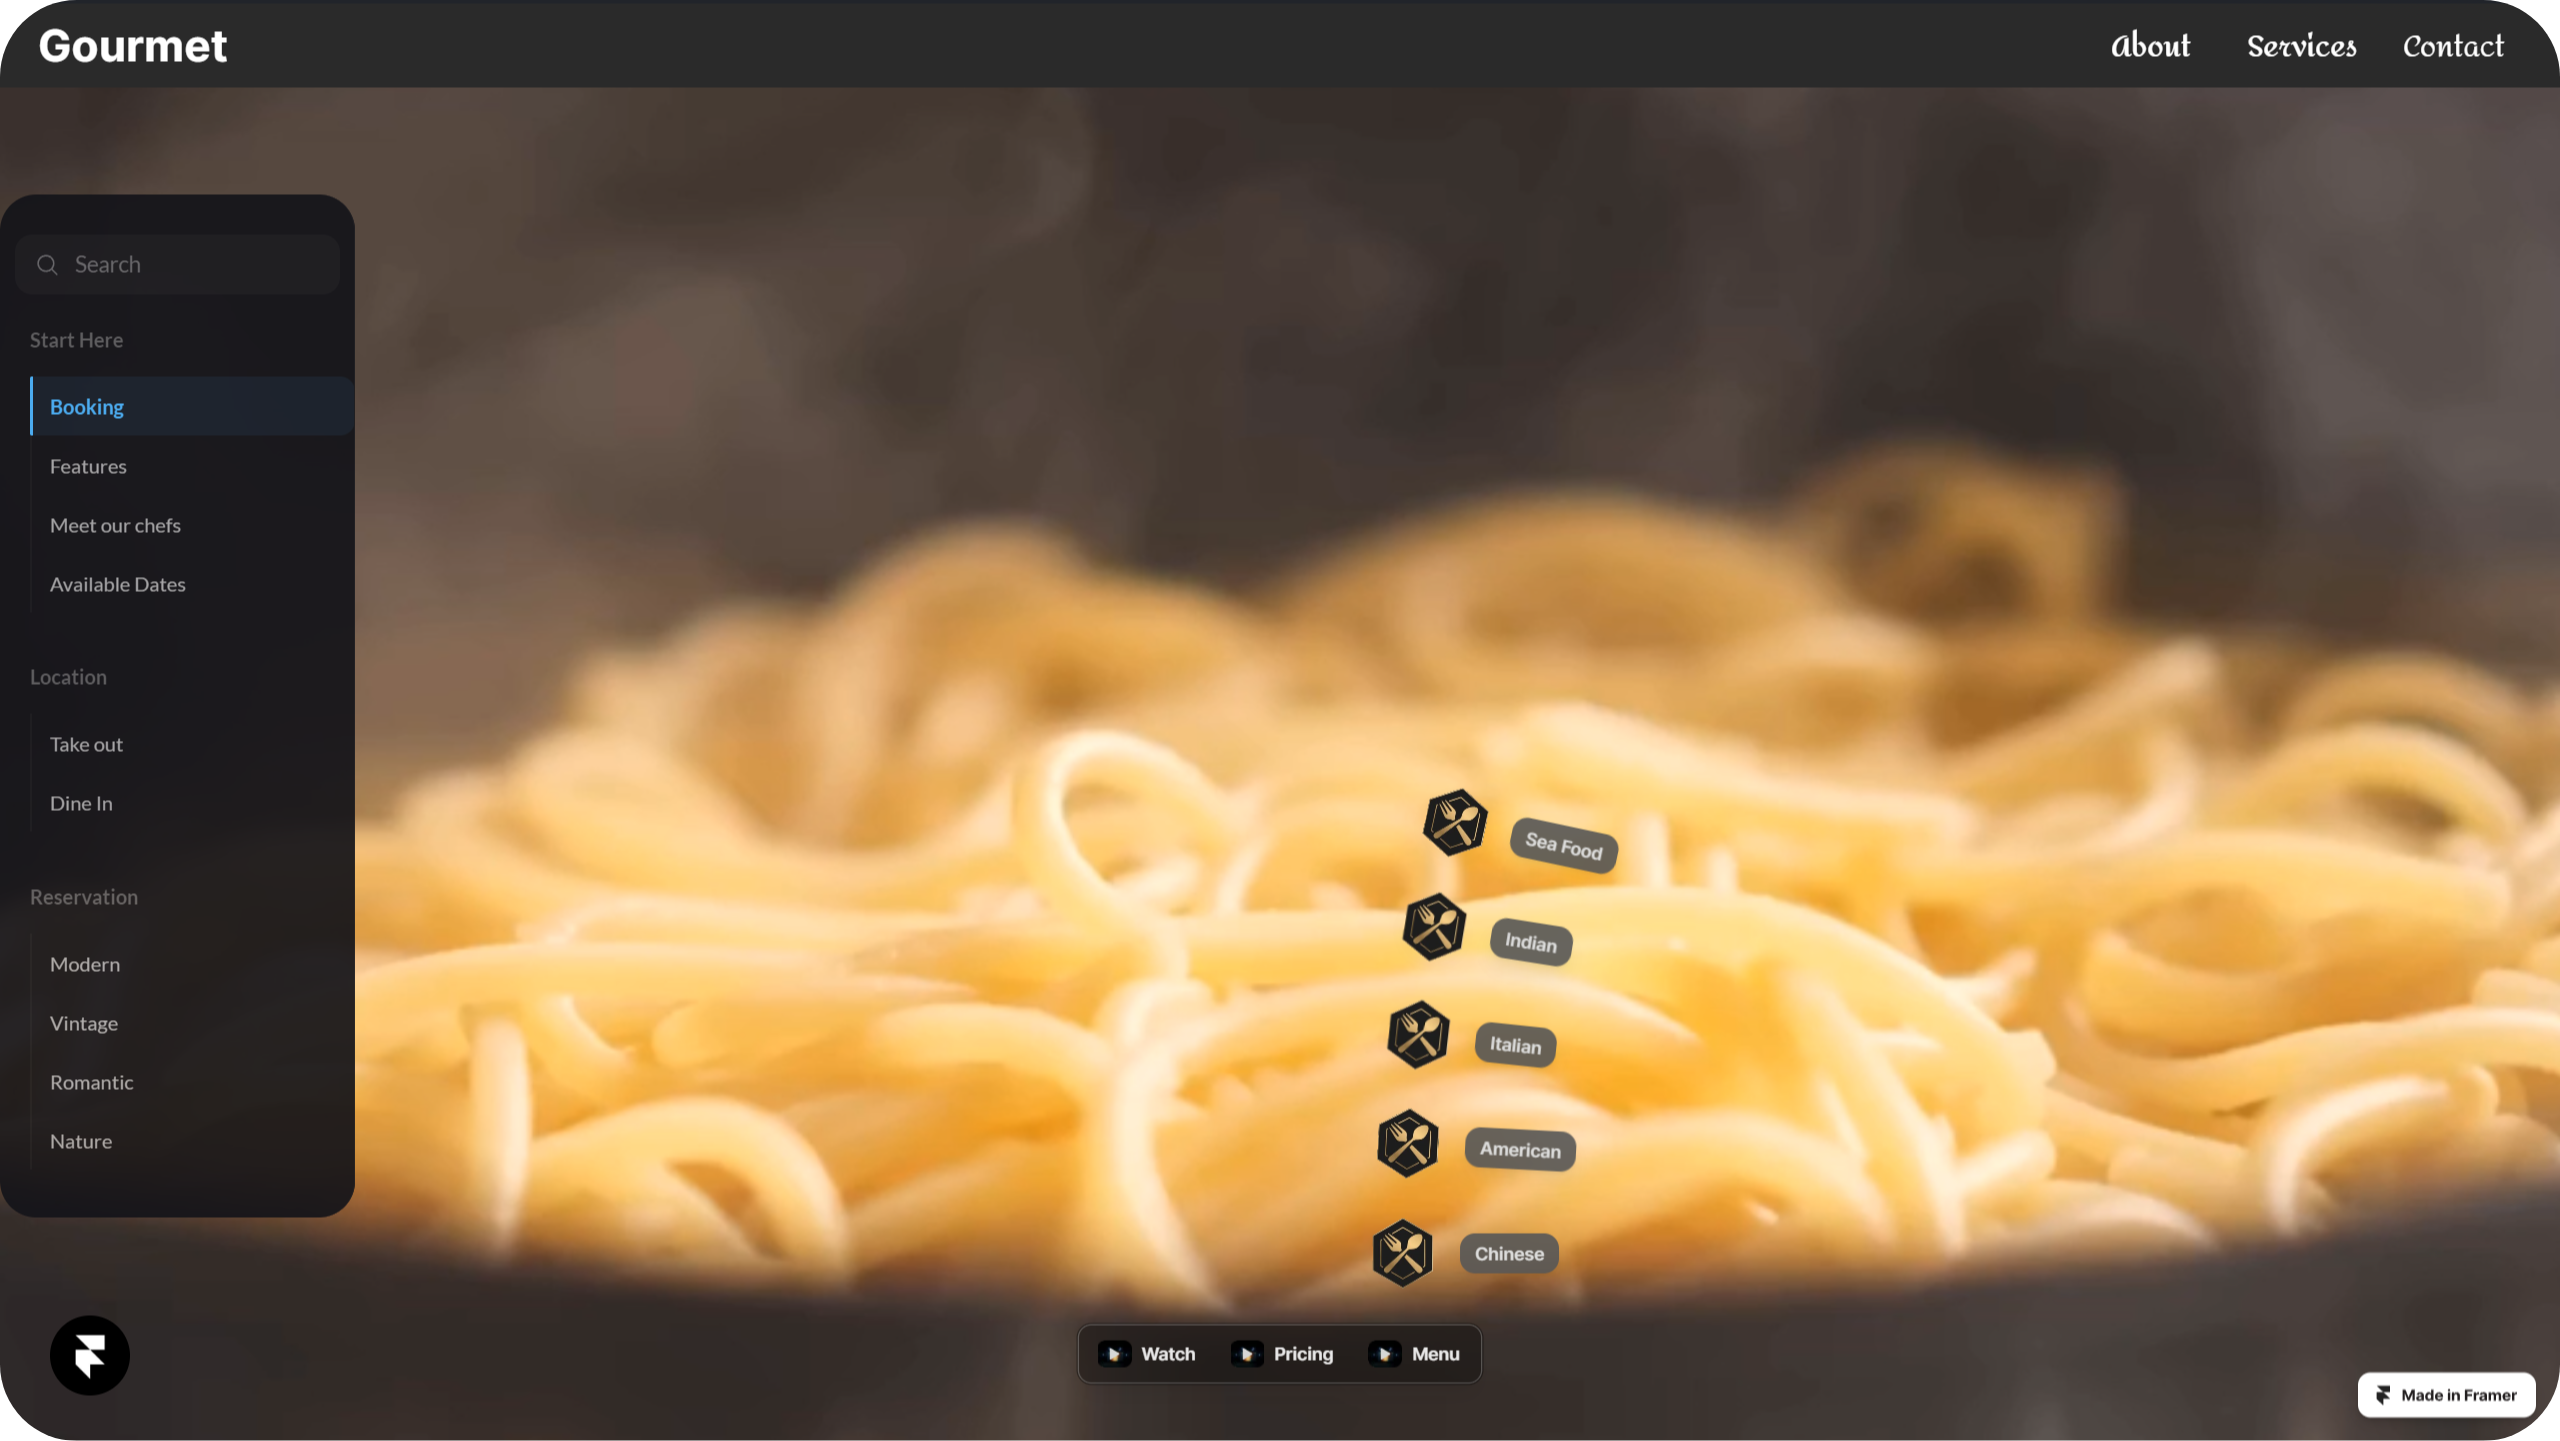 Gourmet
About Services Contact
Search
Start Here
Booking
Features
Meet our chefs
Available Dates
Location
Take out
Dine In
Reservation
Modern
Vintage
Romantic
Nature
Sea Food
Indian
Italian
American
Chinese
Watch Pricing Menu
Made in Framer